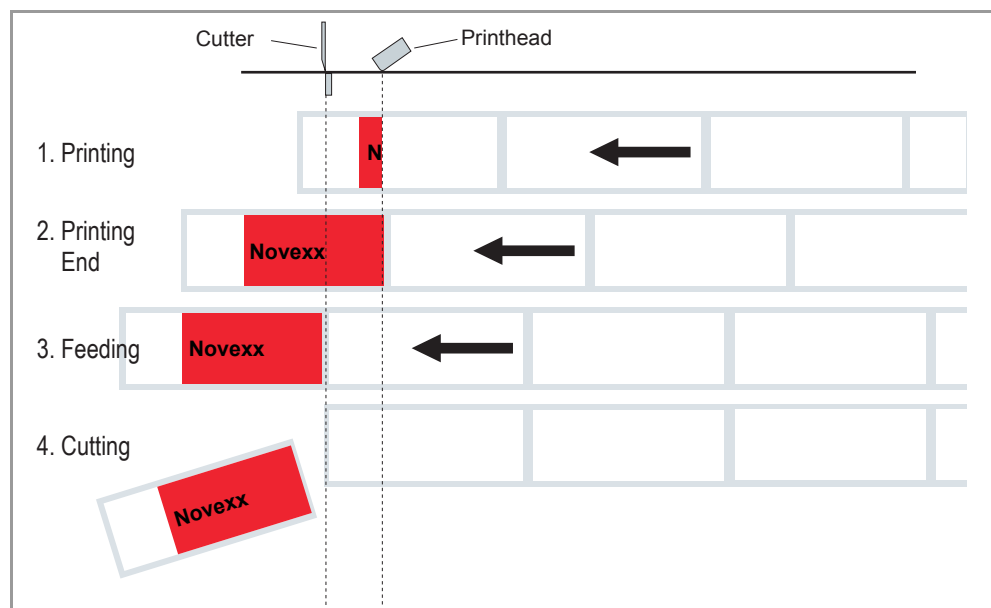 Cutter
Printhead
1. Printing
N
2. Printing
End
Novexx
3. Feeding
Novexx
4. Cutting
Novexx